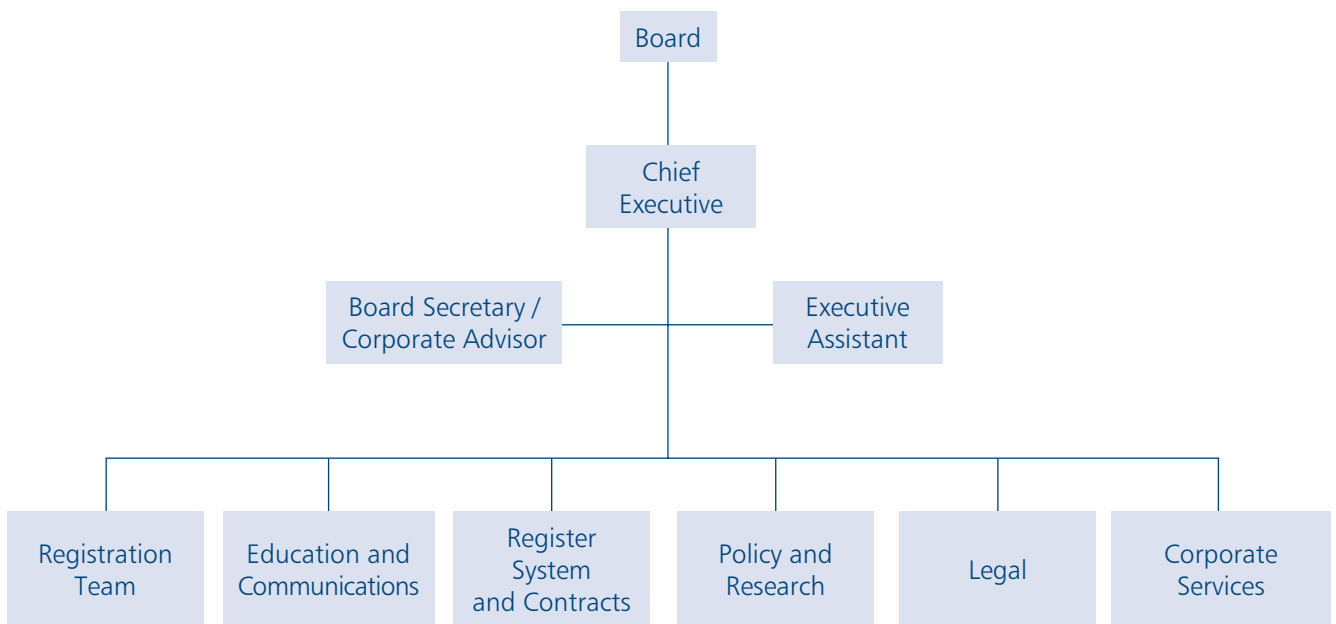 Board
Chief
Executive
Board Secretary /
Corporate Advisor
Executive
Assistant
Registration
Team
Education and
Communications
Register
System
and Contracts
Policy and
Research
Legal
Corporate
Services